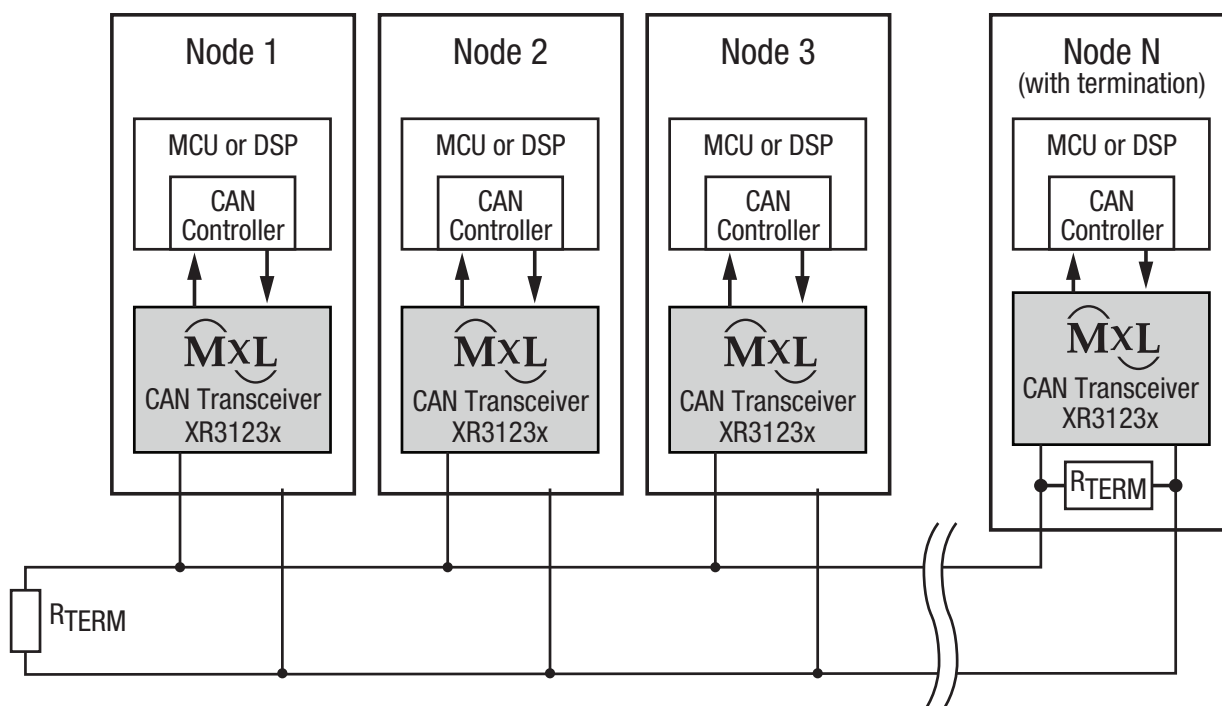 Node 1
MCU or DSP
CAN
Controller
MxL
CAN Transceiver
XR3123x
Node 2
MCU or DSP
CAN
Controller
MxL
CAN Transceiver
XR3123x
Node 3
MCU or DSP
CAN
Controller
MxL
CAN Transceiver
XR3123x
Node N
(with termination)
MCU or DSP
CAN
Controller
MxL
CAN Transceiver
XR3123x
RTERM
RTERM